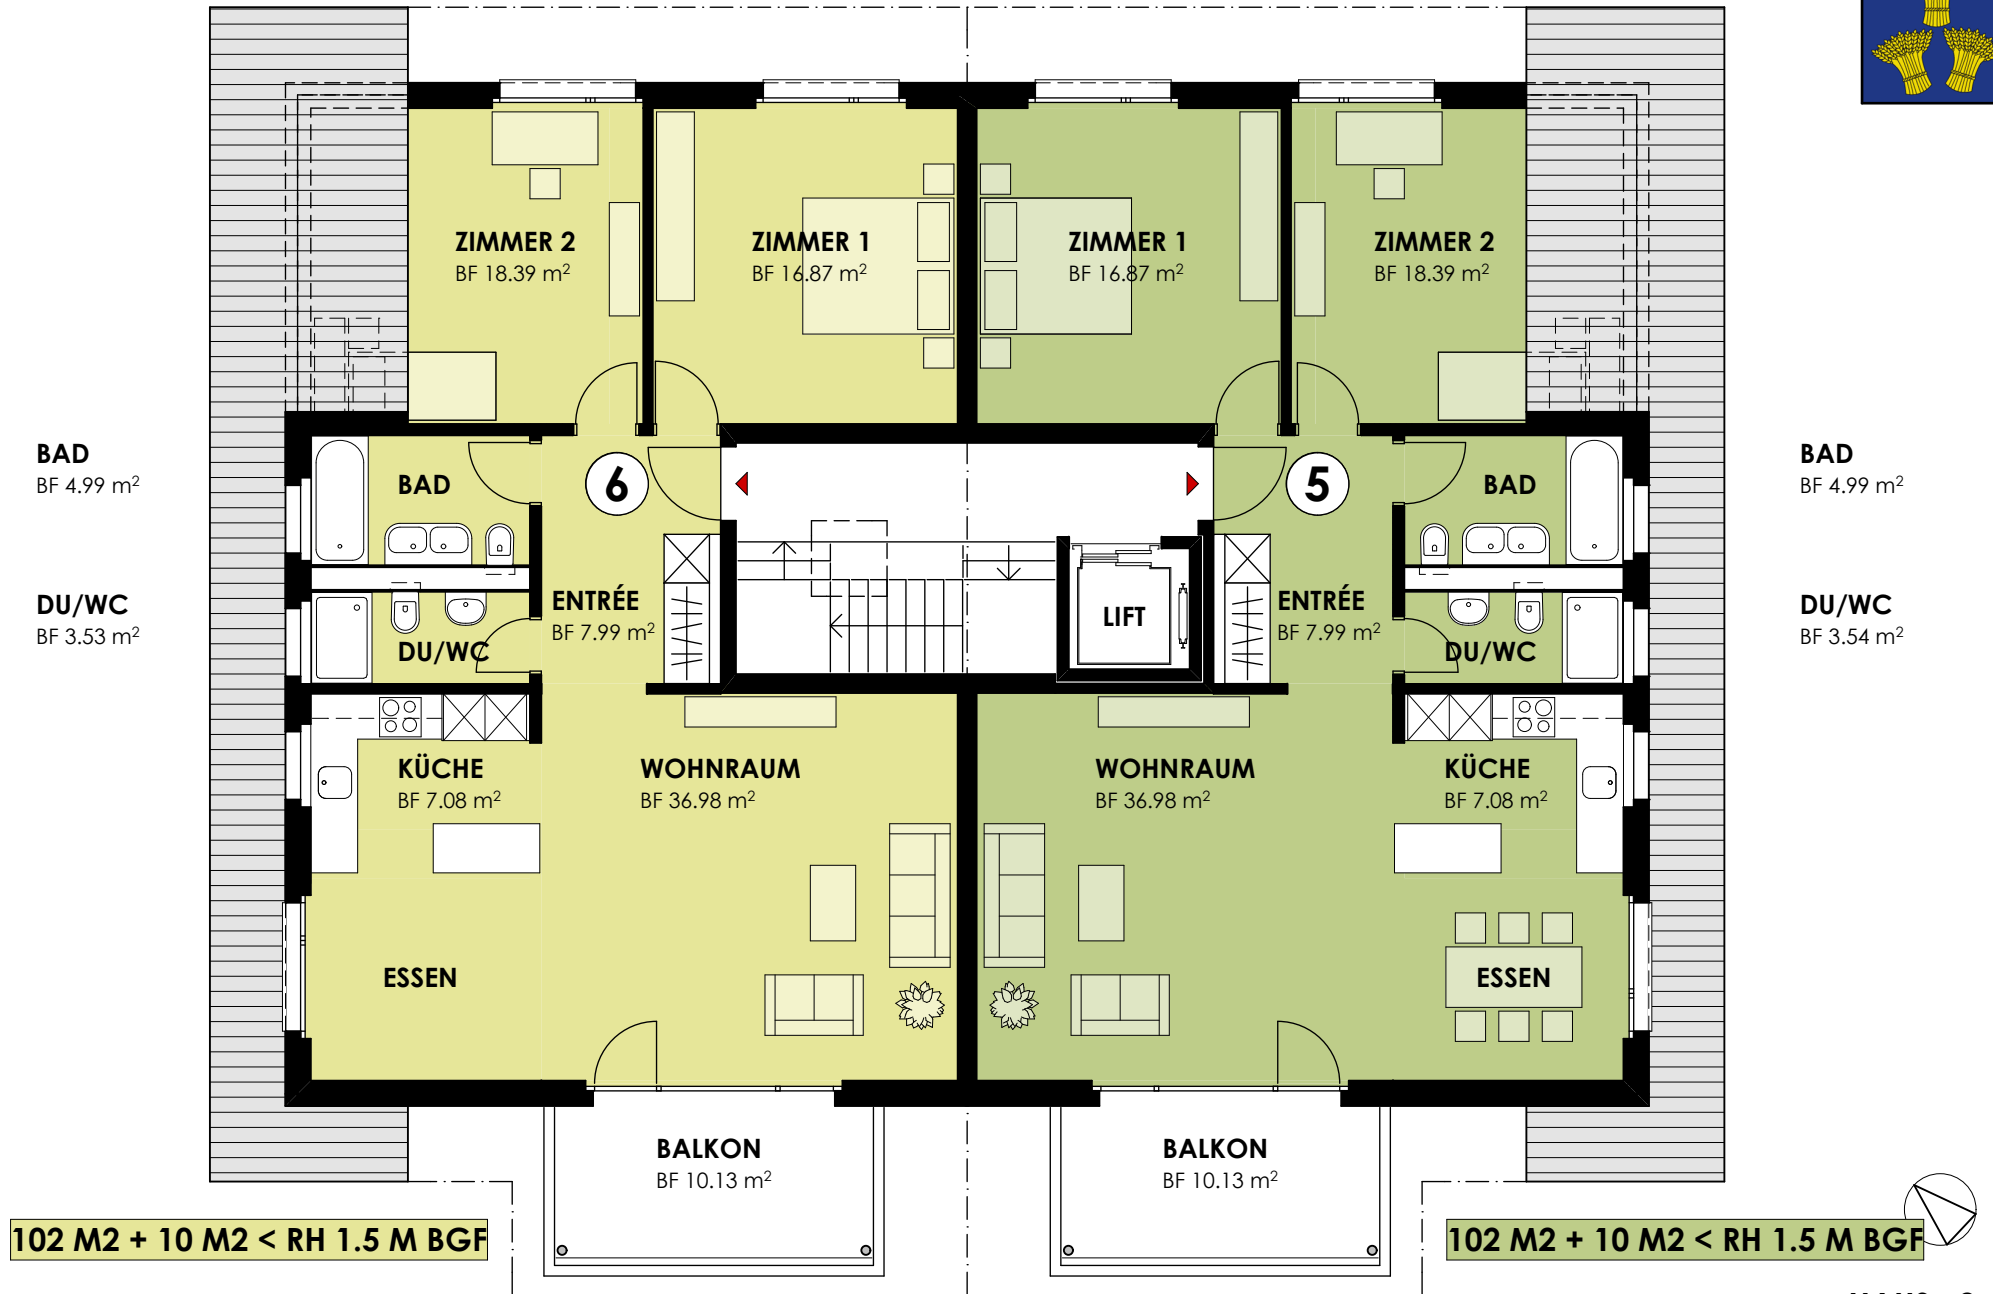 ZIMMER 2
BF 18.39 m²
ZIMMER 1
BF 16.87 m²
ZIMMER 1
BF 16.87 m²
ZIMMER 2
BF 18.39 m²
BAD
BF 4.99 m²
BAD
6
5
BAD
BAD
BF 4.99 m²
DU/WC
BF 3.53 m²
DU/WC
ENTRÉE
BF 7.99 m²
LIFT
ENTRÉE
BF 7.99 m²
DU/WC
DU/WC
BF 3.54 m²
KÜCHE
BF 7.08 m²
WOHNRAUM
BF 36.98 m²
WOHNRAUM
BF 36.98 m²
KÜCHE
BF 7.08 m²
ESSEN
ESSEN
BALKON
BF 10.13 m²
BALKON
BF 10.13 m²
102 M2 + 10 M2 < RH 1.5 M BGF
102 M2 + 10 M2 < RH 1.5 M BGF